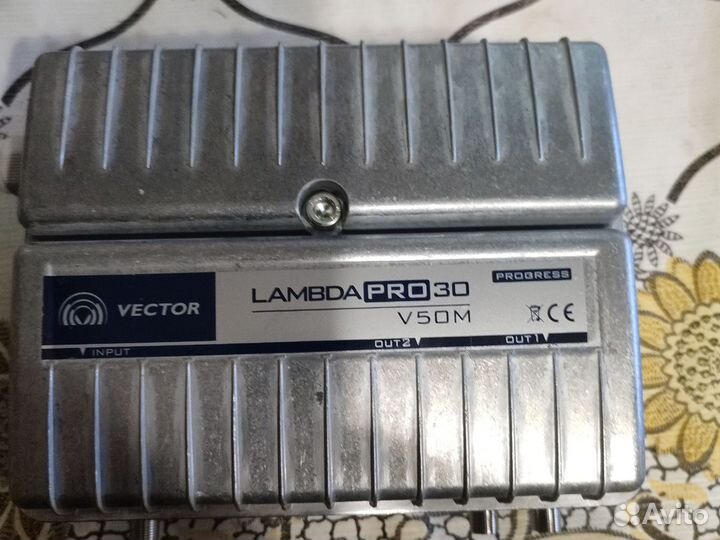 PROGRESS
VECTOR
LAMBDA PRO 30
V50M
CE
INPUT
OUT2
OUT1
Avito